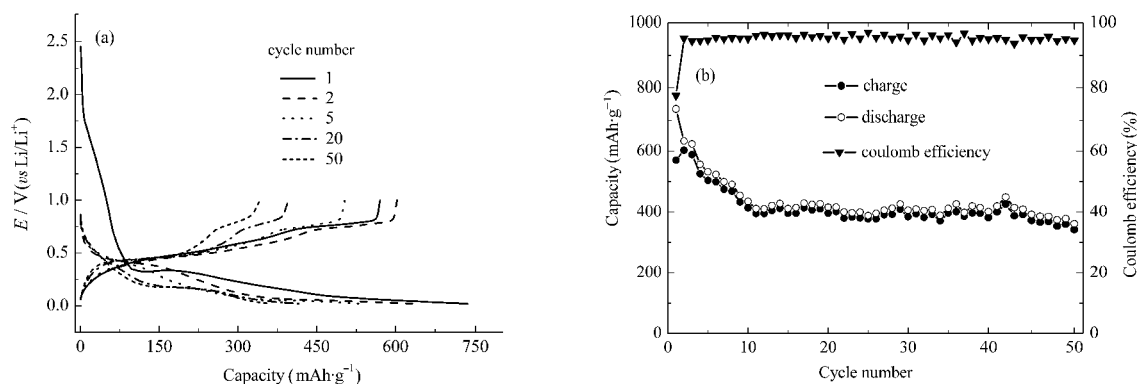 (a)
cycle number
1
2
5
20
50
2.5
2.0
1.5
1.0
0.5
0.0
E / V(vs Li/Li⁺)
0 150 300 450 600 750
Capacity (mAh·g⁻¹)
(b)
charge
discharge
coulomb efficiency
1000
800
600
400
200
0
Capacity (mAh·g⁻¹)
100
80
60
40
20
0
Coulomb efficiency (%)
0 10 20 30 40 50
Cycle number